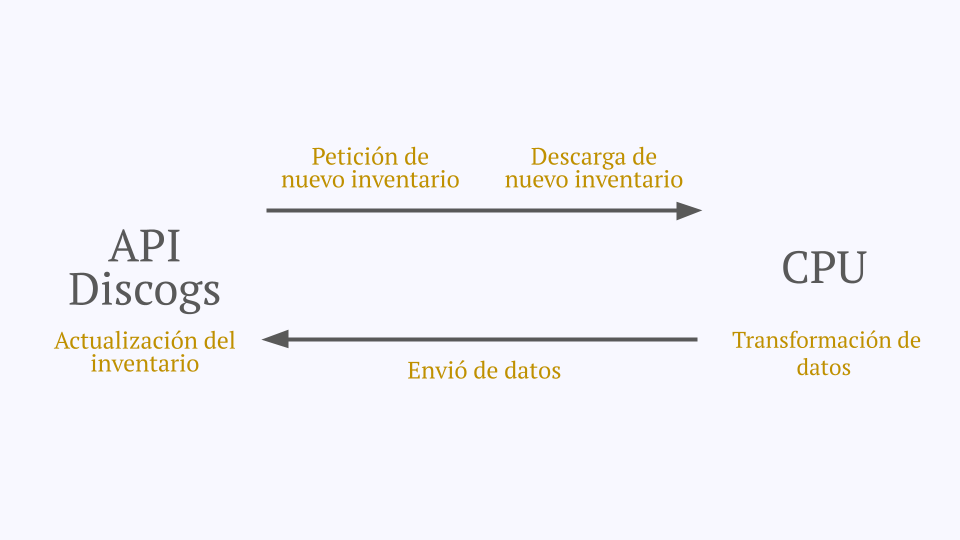 Petición de
nuevo inventario
Descarga de
nuevo inventario
API
Discogs
CPU
Actualización del
inventario
Transformación de
datos
Envió de datos